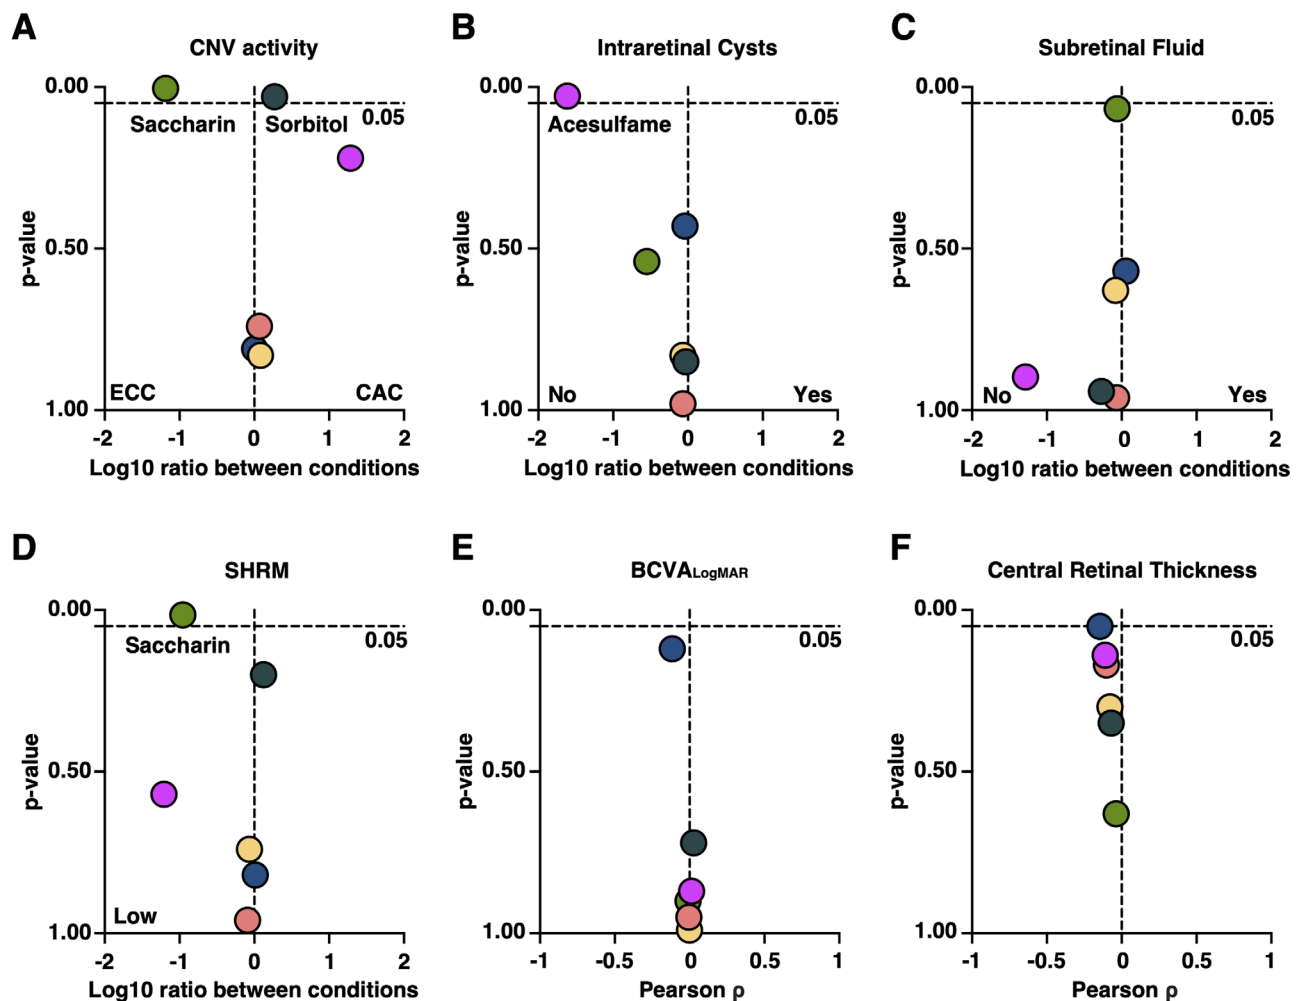 A
CNV activity
0.00
0.50
1.00
p-value
Saccharin
Sorbitol
0.05
ECC
CAC
-2 -1 0 1 2
Log10 ratio between conditions
B
Intraretinal Cysts
0.00
0.50
1.00
p-value
Acesulfame
0.05
No
Yes
-2 -1 0 1 2
Log10 ratio between conditions
C
Subretinal Fluid
0.00
0.50
1.00
p-value
0.05
No
Yes
-2 -1 0 1 2
Log10 ratio between conditions
D
SHRM
0.00
0.50
1.00
p-value
Saccharin
0.05
Low
-2 -1 0 1 2
Log10 ratio between conditions
E
BCVALogMAR
0.00
0.50
1.00
p-value
0.05
-1 -0.5 0 0.5 1
Pearson ρ
F
Central Retinal Thickness
0.00
0.50
1.00
p-value
0.05
-1 -0.5 0 0.5 1
Pearson ρ